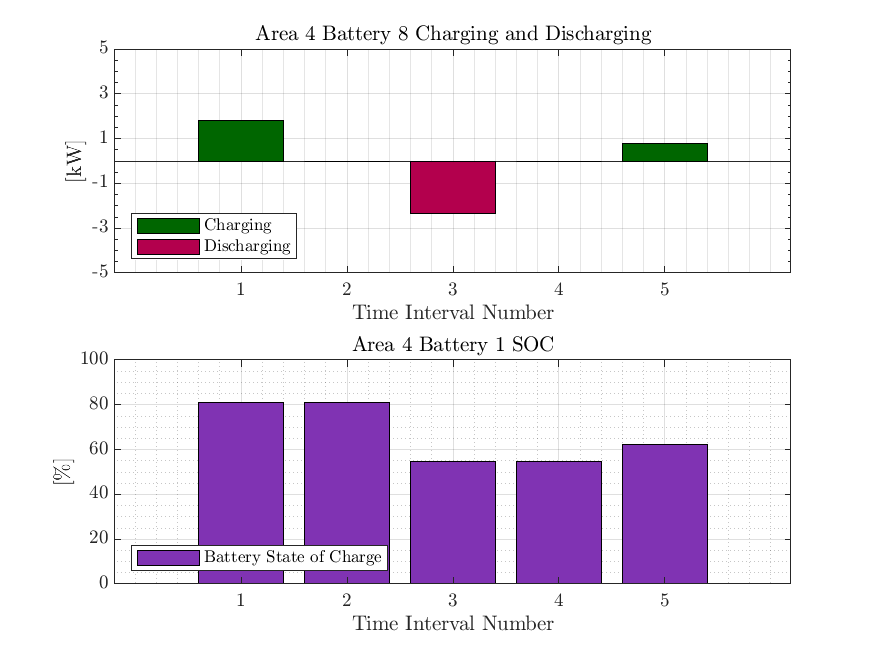 Area 4 Battery 8 Charging and Discharging
5
3
1
-1
-3
-5
[kW]
Charging
Discharging
1 2 3 4 5
Time Interval Number
Area 4 Battery 1 SOC
100
80
60
40
20
0
[%]
Battery State of Charge
1 2 3 4 5
Time Interval Number